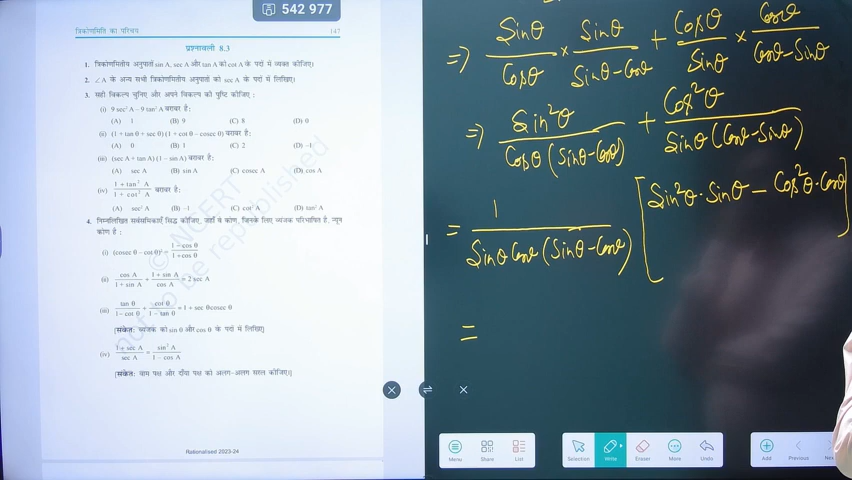 542 977
त्रिकोणमिति का परिचय 147
प्रश्नावली 8.3
1. त्रिकोणमितीय अनुपातों sin A, sec A और tan A को cot A के पदों में व्यक्त कीजिए।
2. ∠A के अन्य सभी त्रिकोणमितीय अनुपातों को sec A के पदों में लिखिए।
3. सही विकल्प चुनिए और अपने विकल्प की पुष्टि कीजिए :
(i) 9 sec² A – 9 tan² A बराबर है:
(A) 1 (B) 9 (C) 8 (D) 0
(ii) (1 + tan θ + sec θ) (1 + cot θ – cosec θ) बराबर है:
(A) 0 (B) 1 (C) 2 (D) –1
(iii) (sec A + tan A) (1 – sin A) बराबर है:
(A) sec A (B) sin A (C) cosec A (D) cos A
(iv) (1 + tan² A)/(1 + cot² A) बराबर है:
(A) sec² A (B) –1 (C) cot² A (D) tan² A
4. निम्नलिखित सर्वसमिकाएँ सिद्ध कीजिए, जहाँ वे कोण, जिनके लिए व्यंजक परिभाषित है, न्यून
कोण है :
(i) (cosec θ – cot θ)² = (1 – cos θ)/(1 + cos θ)
(ii) cos A/(1 + sin A) + (1 + sin A)/cos A = 2 sec A
(iii) tan θ/(1 – cot θ) + cot θ/(1 – tan θ) = 1 + sec θ cosec θ
[संकेत: व्यंजक को sin θ और cos θ के पदों में लिखिए]
(iv) (1 + sec A)/sec A = sin² A/(1 – cos A)
[संकेत: वाम पक्ष और दाँया पक्ष को अलग-अलग सरल कीजिए।]
Rationalised 2023-24
© NCERT
not to be republished
=> Sinθ/Cosθ × Sinθ/(Sinθ - Cosθ) + Cosθ/Sinθ × Cosθ/(Cosθ - Sinθ)
=> Sin²θ/(Cosθ (Sinθ - Cosθ)) + Cos²θ/(Sinθ (Cosθ - Sinθ))
= 1/(Sinθ Cosθ (Sinθ - Cosθ)) [Sin²θ · Sinθ - Cos²θ · Cosθ]
=
Menu Share List Selection Write Eraser More Undo Add Previous